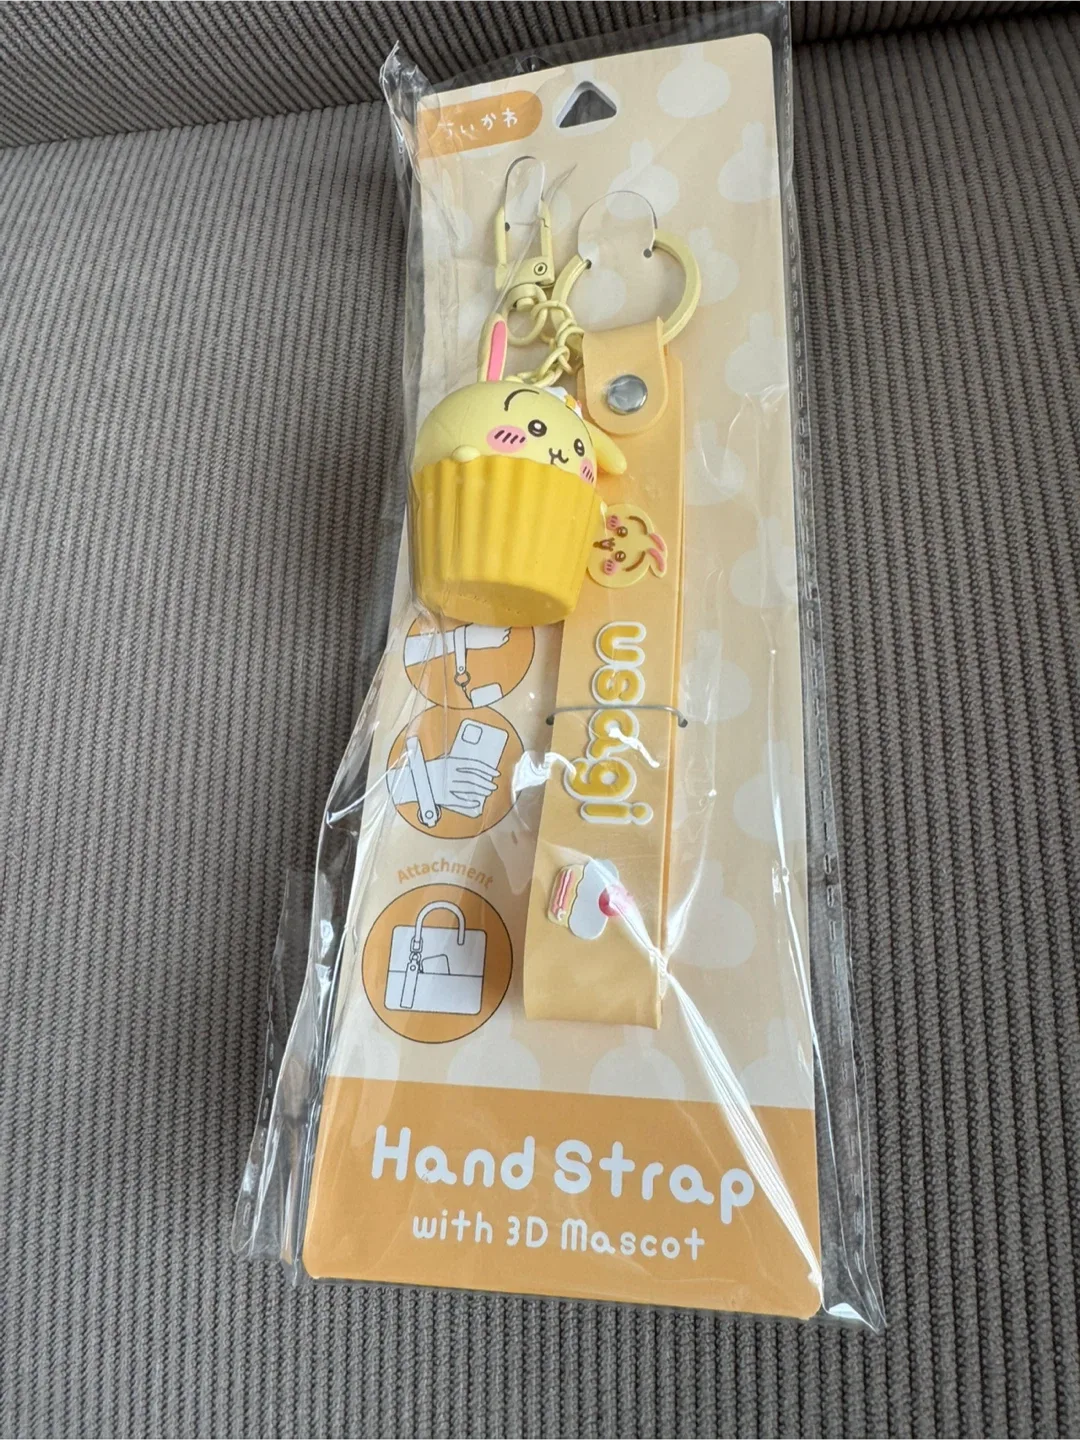 ちいかわ
usagi
Attachment
Hand Strap
with 3D Mascot